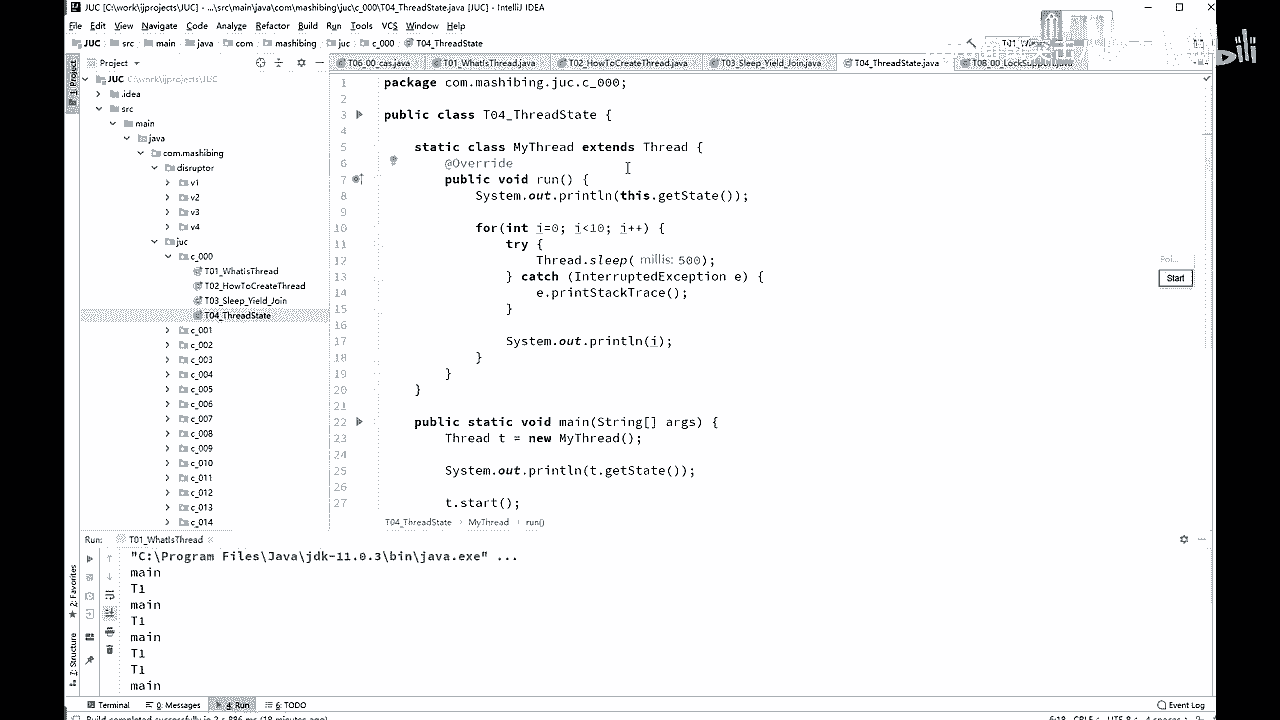 JUC [C:\work\ijprojects\JUC] - ...\src\main\java\com\mashibing\juc\c_000\T04_ThreadState.java [JUC] - IntelliJ IDEA
File Edit View Navigate Code Analyze Refactor Build Run Tools VCS Window Help
JUC src main java com mashibing juc c_000 T04_ThreadState
Project
T06_00_cas.java T01_WhatIsThread.java T02_HowToCreateThread.java T03_Sleep_Yield_Join.java T04_ThreadState.java
1: Project
JUC C:\work\ijprojects\JUC
.idea
src
main
java
com.mashibing
disruptor
v1
v2
v3
v4
juc
c_000
T01_WhatIsThread
T02_HowToCreateThread
T03_Sleep_Yield_Join
T04_ThreadState
c_001
c_002
c_003
c_004
c_005
c_006
c_007
c_008
c_009
c_010
c_011
c_012
c_013
c_014
1 package com.mashibing.juc.c_000;
2
3 public class T04_ThreadState {
4
5 static class MyThread extends Thread {
6 @Override
7 public void run() {
8 System.out.println(this.getState());
9
10 for(int i=0; i<10; i++) {
11 try {
12 Thread.sleep( millis: 500);
13 } catch (InterruptedException e) {
14 e.printStackTrace();
15 }
16
17 System.out.println(i);
18 }
19 }
20 }
21
22 public static void main(String[] args) {
23 Thread t = new MyThread();
24
25 System.out.println(t.getState());
26
27 t.start();
T04_ThreadState MyThread run()
Poi...
Start
Run: T01_WhatIsThread
"C:\Program Files\Java\jdk-11.0.3\bin\java.exe" ...
main
T1
main
T1
main
T1
T1
main
2: Favorites
7: Structure
Terminal 0: Messages 4: Run 6: TODO Event Log
Build completed successfully in 2 s 886 ms (18 minutes ago)
6:18 CRLF UTF-8 4 spaces